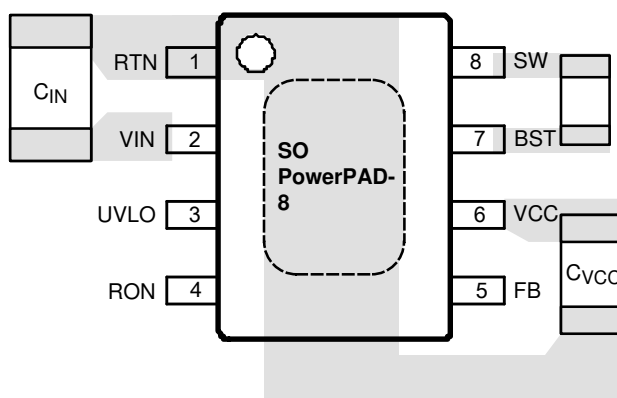 RTN 1 8 SW
C_IN
VIN 2 7 BST
SO
PowerPAD-
8
UVLO 3 6 VCC
RON 4 5 FB
C_VCC